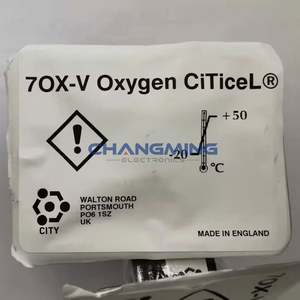 7OX-V Oxygen CiTiceL®
+50
CHANGMING
ELECTRONICS
-20
°C
WALTON ROAD
PORTSMOUTH
PO6 1SZ
UK
CITY
MADE IN ENGLAND